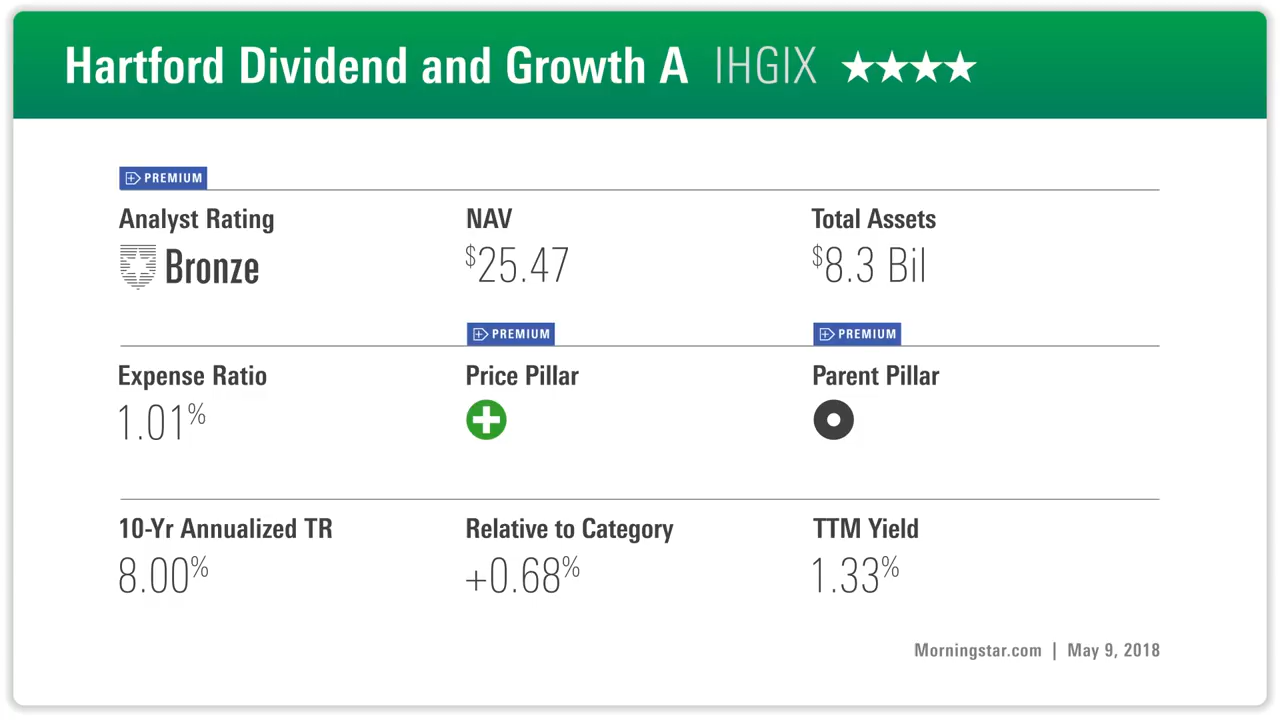 Hartford Dividend and Growth A IHGIX
PREMIUM
Analyst Rating NAV Total Assets
Bronze $25.47 $8.3 Bil
PREMIUM PREMIUM
Expense Ratio Price Pillar Parent Pillar
1.01%
10-Yr Annualized TR Relative to Category TTM Yield
8.00% +0.68% 1.33%
Morningstar.com | May 9, 2018